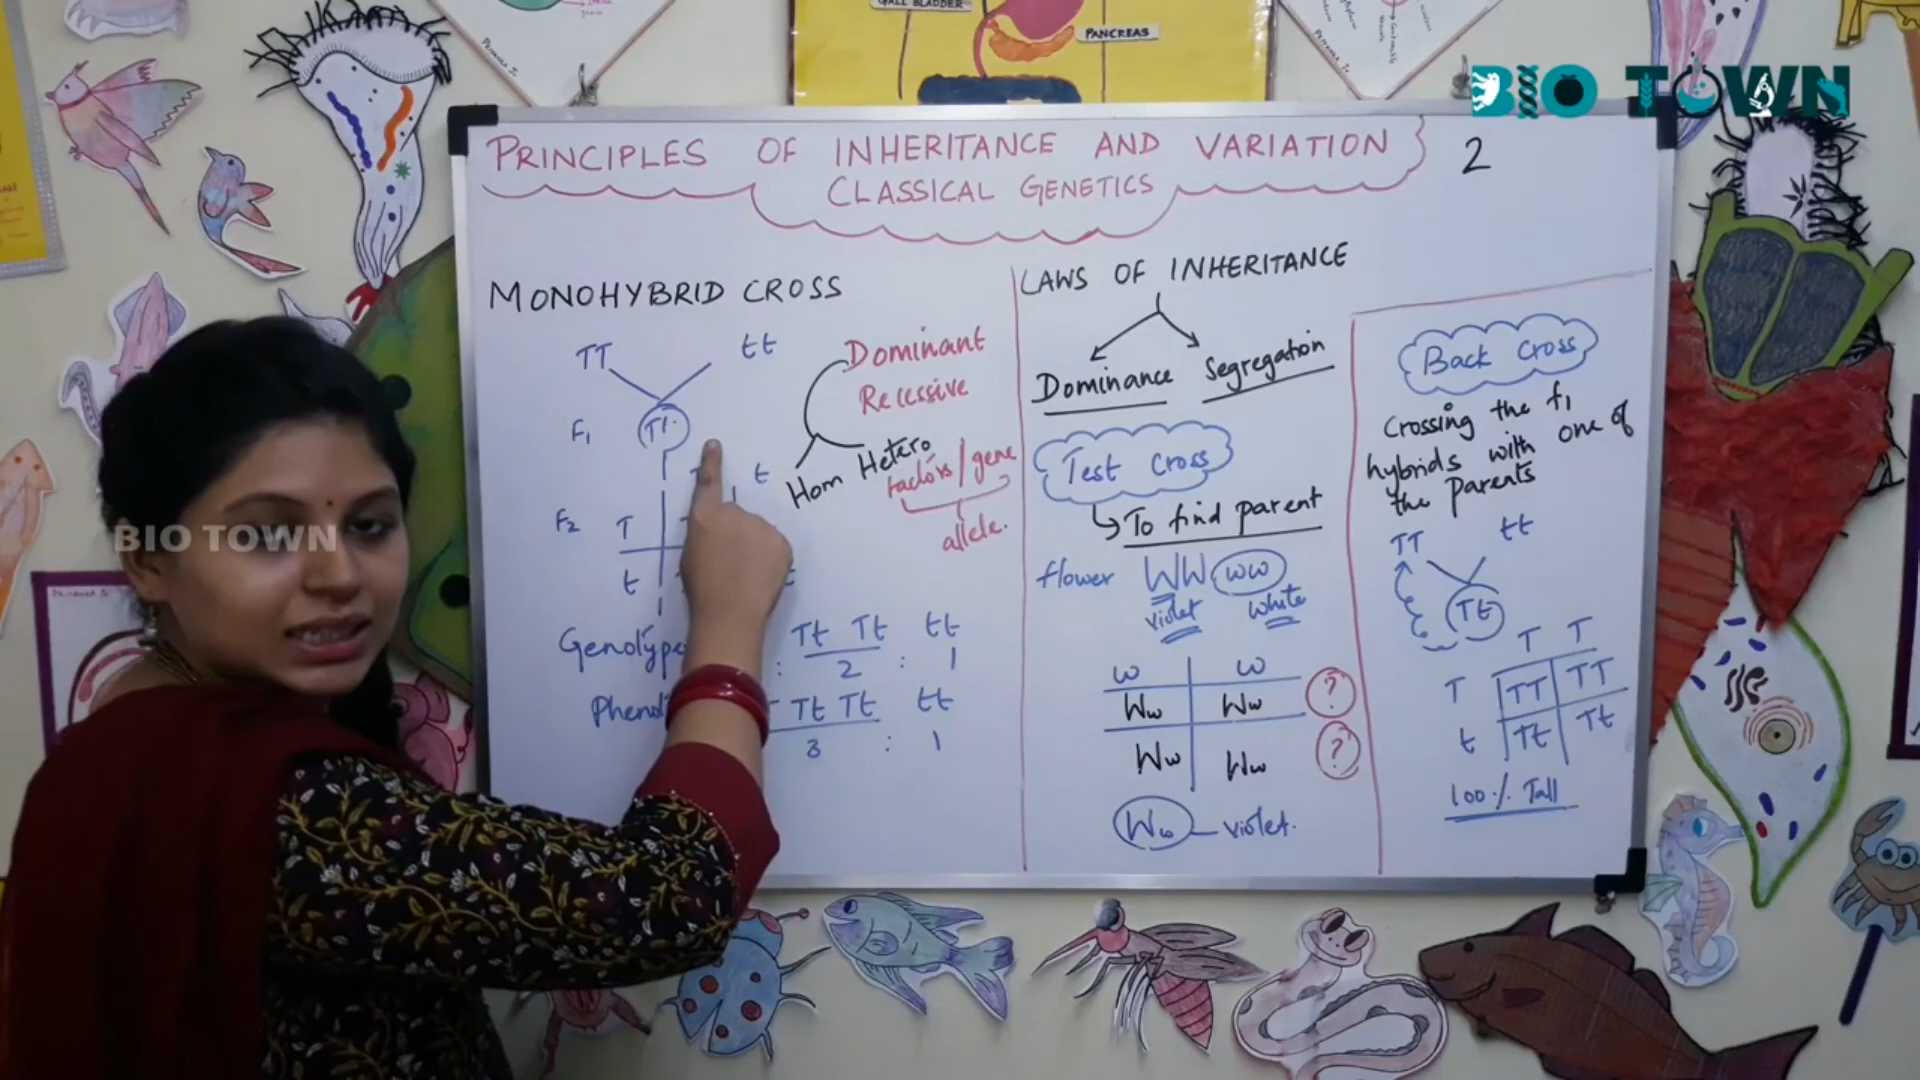 GALL BLADDER
PANCREAS
BIO TOWN
PRINCIPLES OF INHERITANCE AND VARIATION
CLASSICAL GENETICS
2
MONOHYBRID CROSS
TT tt
F1
t
F2 T
t t
Dominant
Recessive
Hom Hetero
factors/gene
allele.
Genotype
: Tt Tt tt
2 : 1
Tt Tt tt
3 : 1
LAWS OF INHERITANCE
Dominance Segregation
Test Cross
To find parent
flower WW ww
violet white
w w
Ww Ww ?
Ww Ww ?
Ww violet.
Back Cross
Crossing the f1
hybrids with one of
the parents
TT tt
Tt
T T
T TT TT
t Tt Tt
100% Tall
BIO TOWN